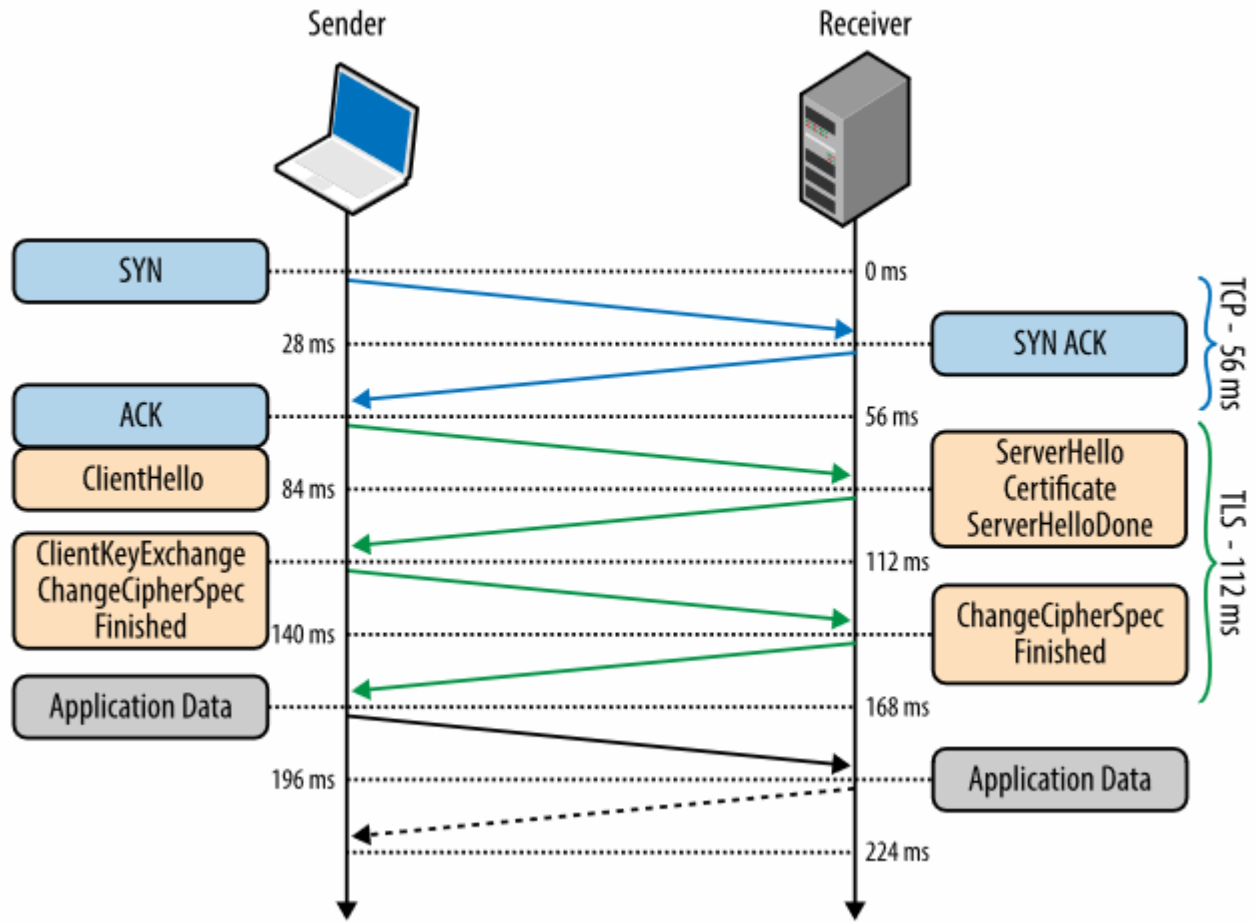 Sender
Receiver
SYN
0 ms
28 ms
SYN ACK
TCP - 56 ms
ACK
56 ms
ClientHello
84 ms
ServerHello
Certificate
ServerHelloDone
TLS - 112 ms
ClientKeyExchange
ChangeCipherSpec
Finished
112 ms
140 ms
ChangeCipherSpec
Finished
Application Data
168 ms
196 ms
Application Data
224 ms